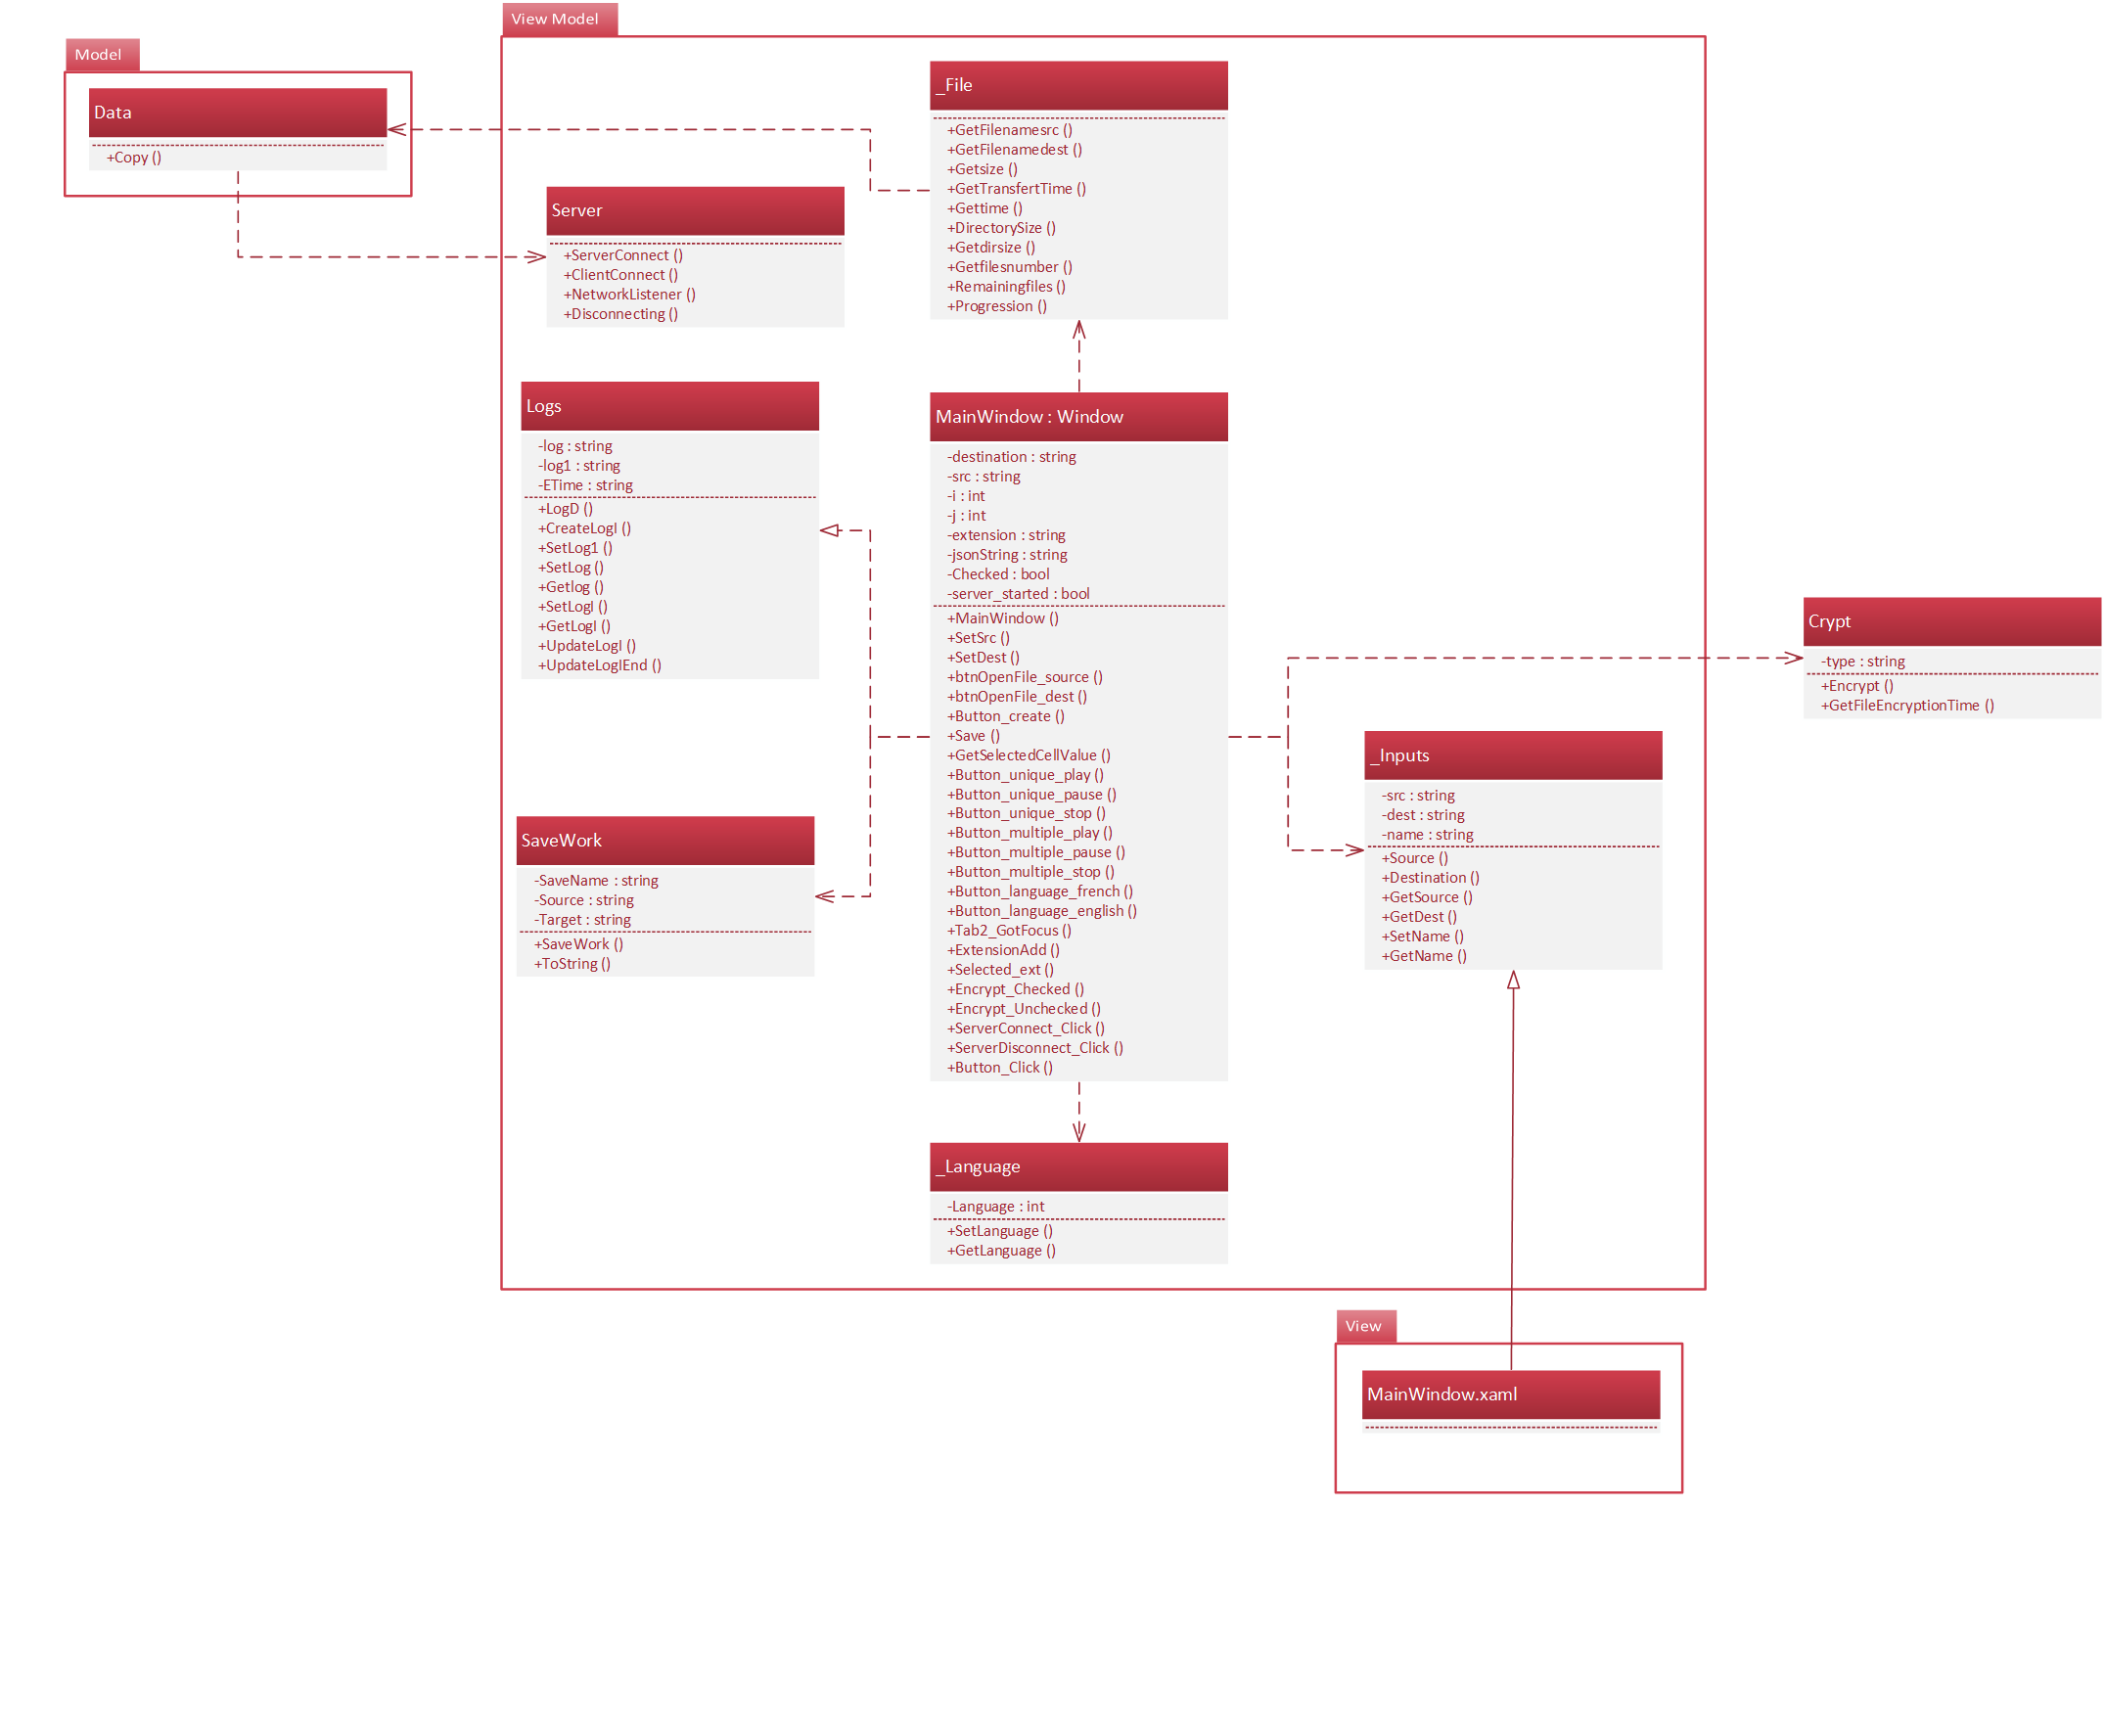 View Model
Model
Data
+Copy ()
_File
+GetFilenamesrc ()
+GetFilenamedest ()
+Getsize ()
+GetTransfertTime ()
+Gettime ()
+DirectorySize ()
+Getdirsize ()
+Getfilesnumber ()
+Remainingfiles ()
+Progression ()
Server
+ServerConnect ()
+ClientConnect ()
+NetworkListener ()
+Disconnecting ()
Logs
-log : string
-log1 : string
-ETime : string
+LogD ()
+CreateLogI ()
+SetLog1 ()
+SetLog ()
+Getlog ()
+SetLogI ()
+GetLogI ()
+UpdateLogI ()
+UpdateLogIEnd ()
MainWindow : Window
-destination : string
-src : string
-i : int
-j : int
-extension : string
-jsonString : string
-Checked : bool
-server_started : bool
+MainWindow ()
+SetSrc ()
+SetDest ()
+btnOpenFile_source ()
+btnOpenFile_dest ()
+Button_create ()
+Save ()
+GetSelectedCellValue ()
+Button_unique_play ()
+Button_unique_pause ()
+Button_unique_stop ()
+Button_multiple_play ()
+Button_multiple_pause ()
+Button_multiple_stop ()
+Button_language_french ()
+Button_language_english ()
+Tab2_GotFocus ()
+ExtensionAdd ()
+Selected_ext ()
+Encrypt_Checked ()
+Encrypt_Unchecked ()
+ServerConnect_Click ()
+ServerDisconnect_Click ()
+Button_Click ()
Crypt
-type : string
+Encrypt ()
+GetFileEncryptionTime ()
_Inputs
-src : string
-dest : string
-name : string
+Source ()
+Destination ()
+GetSource ()
+GetDest ()
+SetName ()
+GetName ()
SaveWork
-SaveName : string
-Source : string
-Target : string
+SaveWork ()
+ToString ()
_Language
-Language : int
+SetLanguage ()
+GetLanguage ()
View
MainWindow.xaml